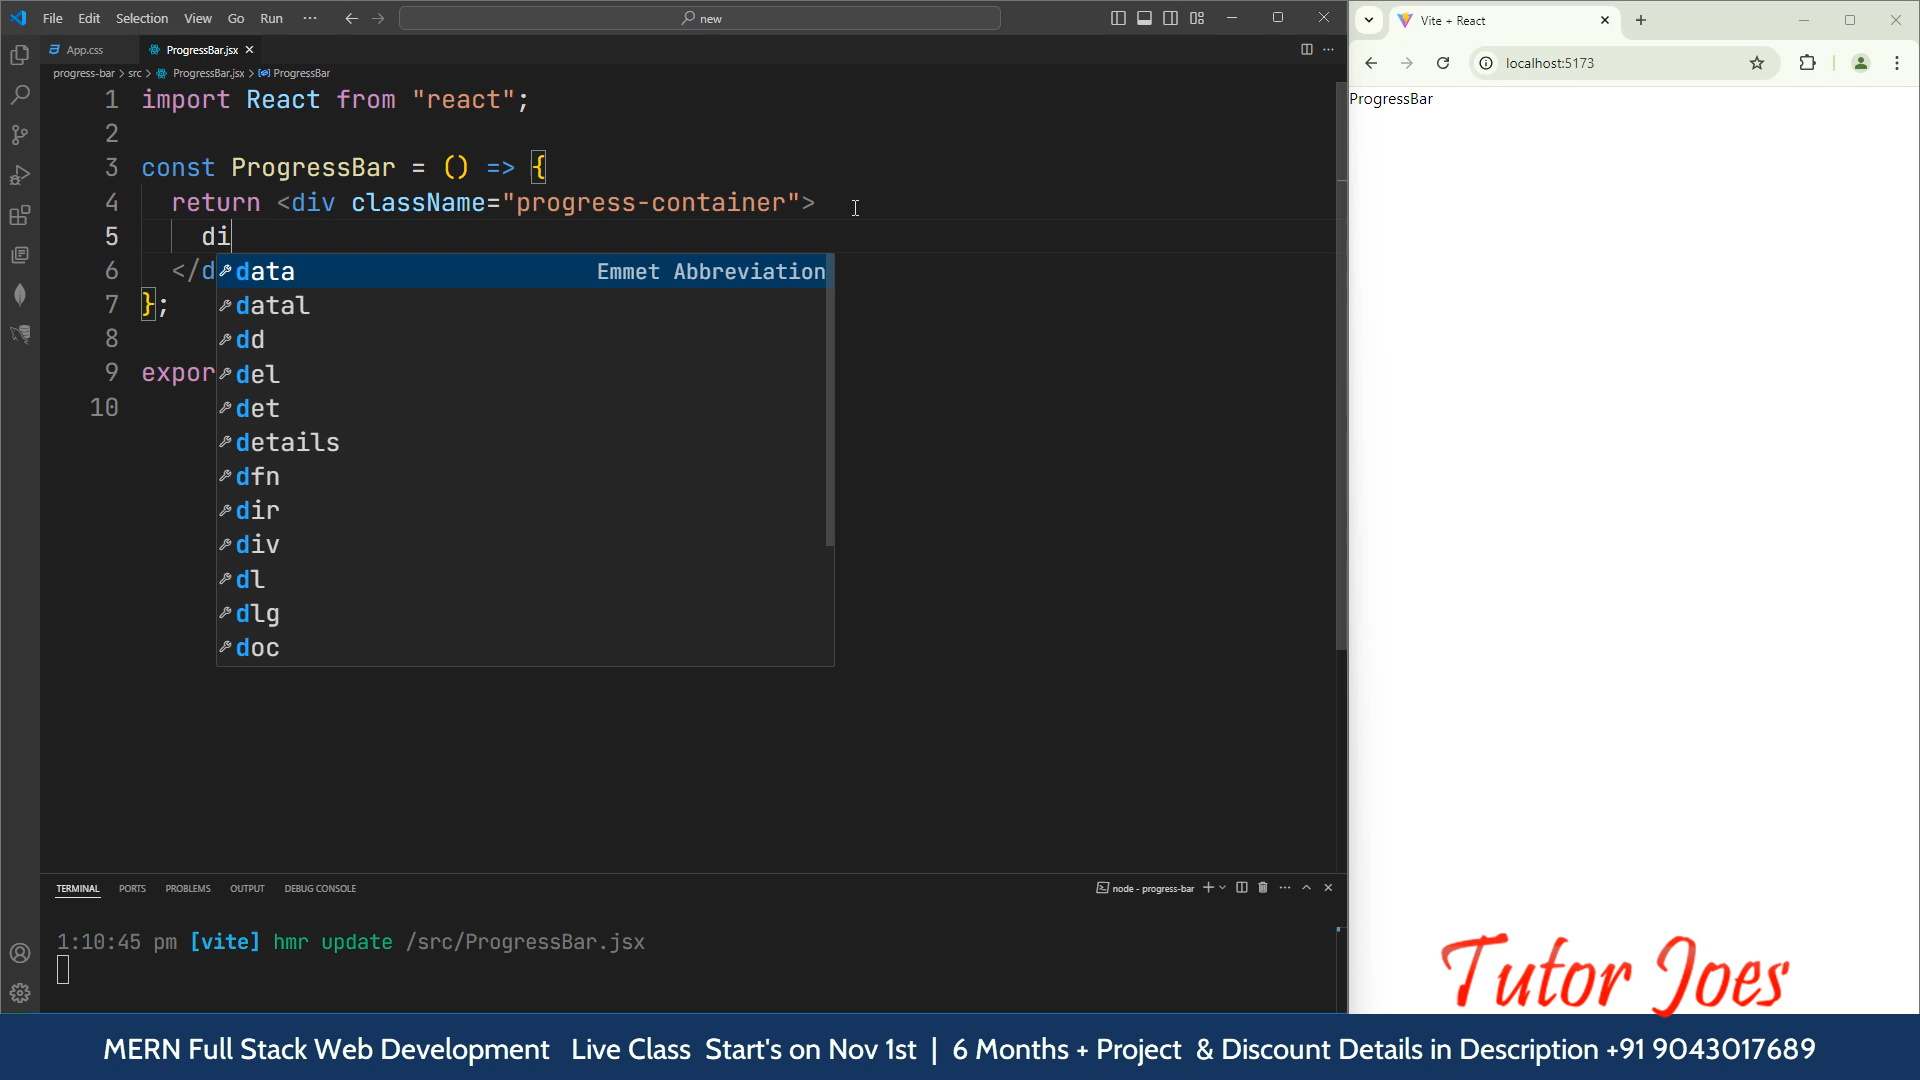 File Edit Selection View Go Run ··· new
App.css ProgressBar.jsx
progress-bar > src > ProgressBar.jsx > ProgressBar
1 import React from "react";
2
3 const ProgressBar = () => {
4 return <div className="progress-container">
5 di
6 </d
7 };
8
9 expor
10
data Emmet Abbreviation
datal
dd
del
det
details
dfn
dir
div
dl
dlg
doc
TERMINAL PORTS PROBLEMS OUTPUT DEBUG CONSOLE node - progress-bar
1:10:45 pm [vite] hmr update /src/ProgressBar.jsx
Vite + React
localhost:5173
ProgressBar
Tutor Joes
MERN Full Stack Web Development Live Class Start's on Nov 1st | 6 Months + Project & Discount Details in Description +91 9043017689